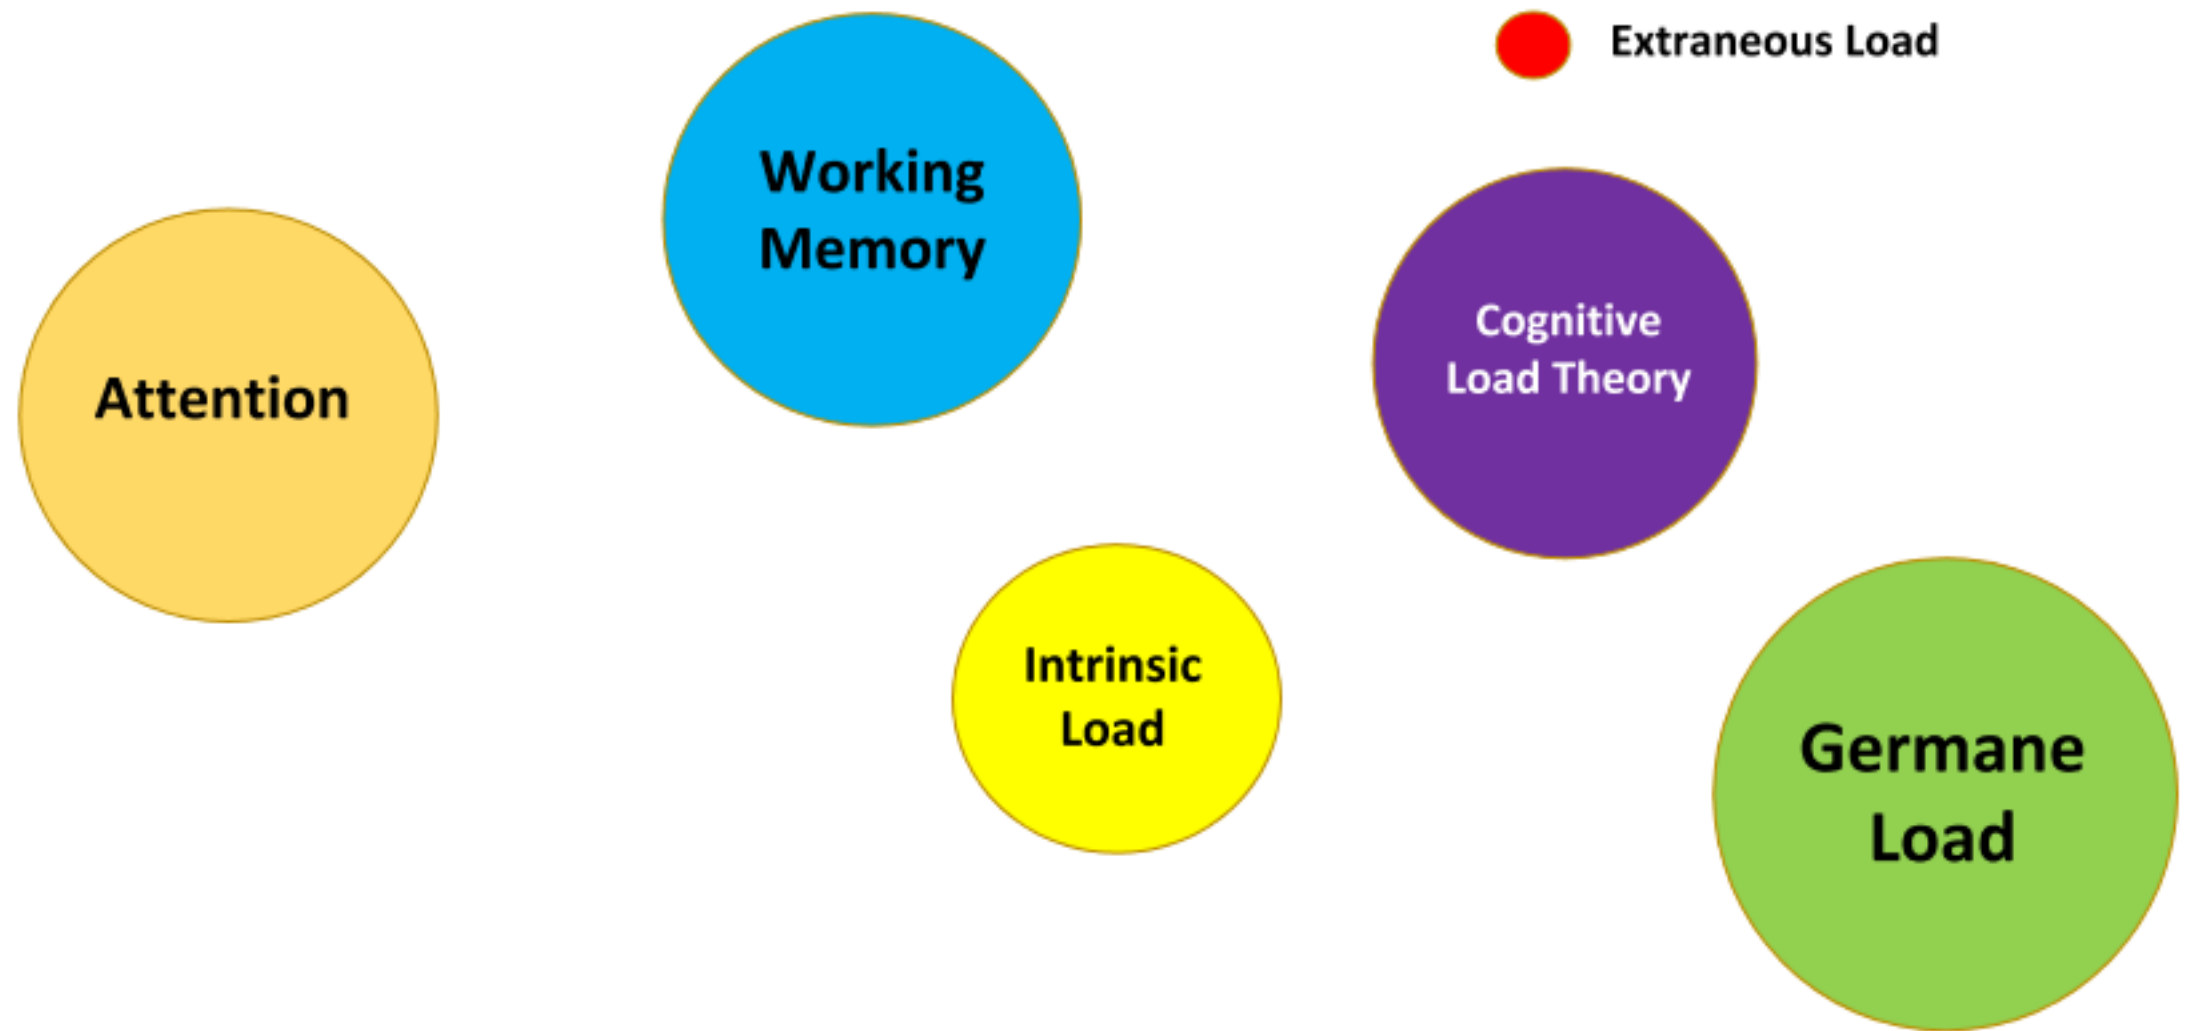 Extraneous Load
Working
Memory
Cognitive
Load Theory
Attention
Intrinsic
Load
Germane
Load